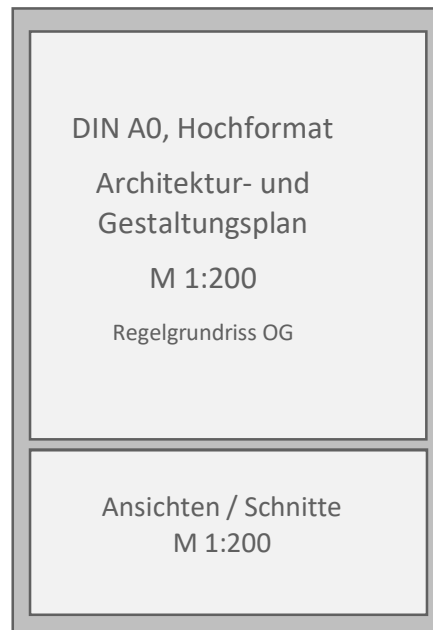 DIN A0, Hochformat
Architektur- und
Gestaltungsplan
M 1:200
Regelgrundriss OG
Ansichten / Schnitte
M 1:200